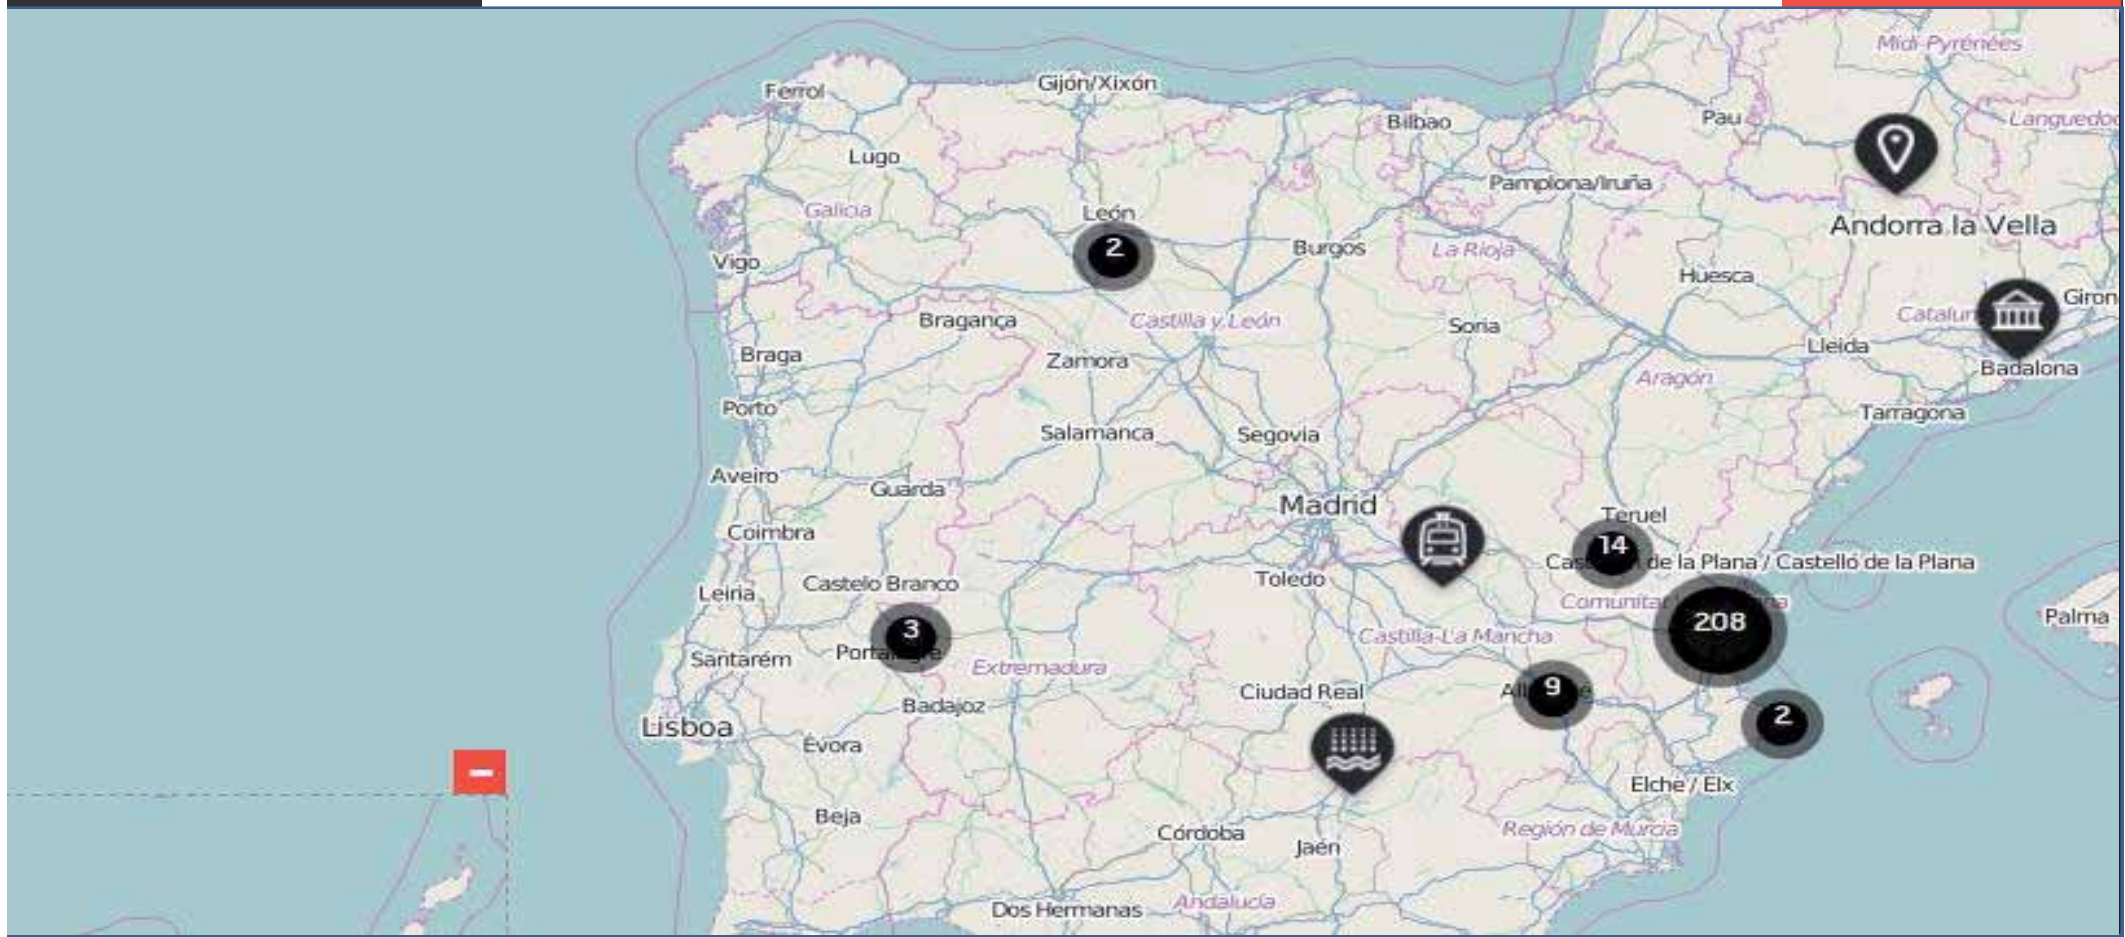 Midi-Pyrénées
Ferrol
Gijón/Xixón
Bilbao
Pau
Languedoc
Lugo
Pamplona/Iruña
Galicia
León
Andorra la Vella
2
Burgos
La Rioja
Vigo
Huesca
Giron
Catalun
Bragança
Castilla y León
Soria
Lleida
Braga
Zamora
Badalona
Aragón
Porto
Tarragona
Salamanca
Segovia
Aveiro
Guarda
Madrid
Teruel
Coimbra
14
de la Plana / Castelló de la Plana
Castelo Branco
Toledo
Leiria
Comunita
Palma
3
208
Castilla-La Mancha
Santarém
Extremadura
Ciudad Real
9
Badajoz
2
Lisboa
Évora
Elche / Elx
Beja
Región de Murcia
Córdoba
Jaén
Dos Hermanas
Andalucía